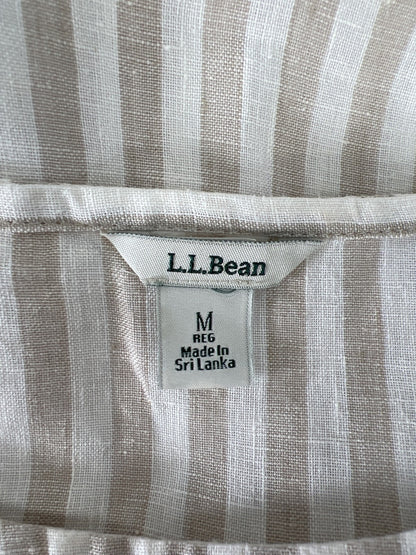 L.L.Bean
M
REG
Made In
Sri Lanka